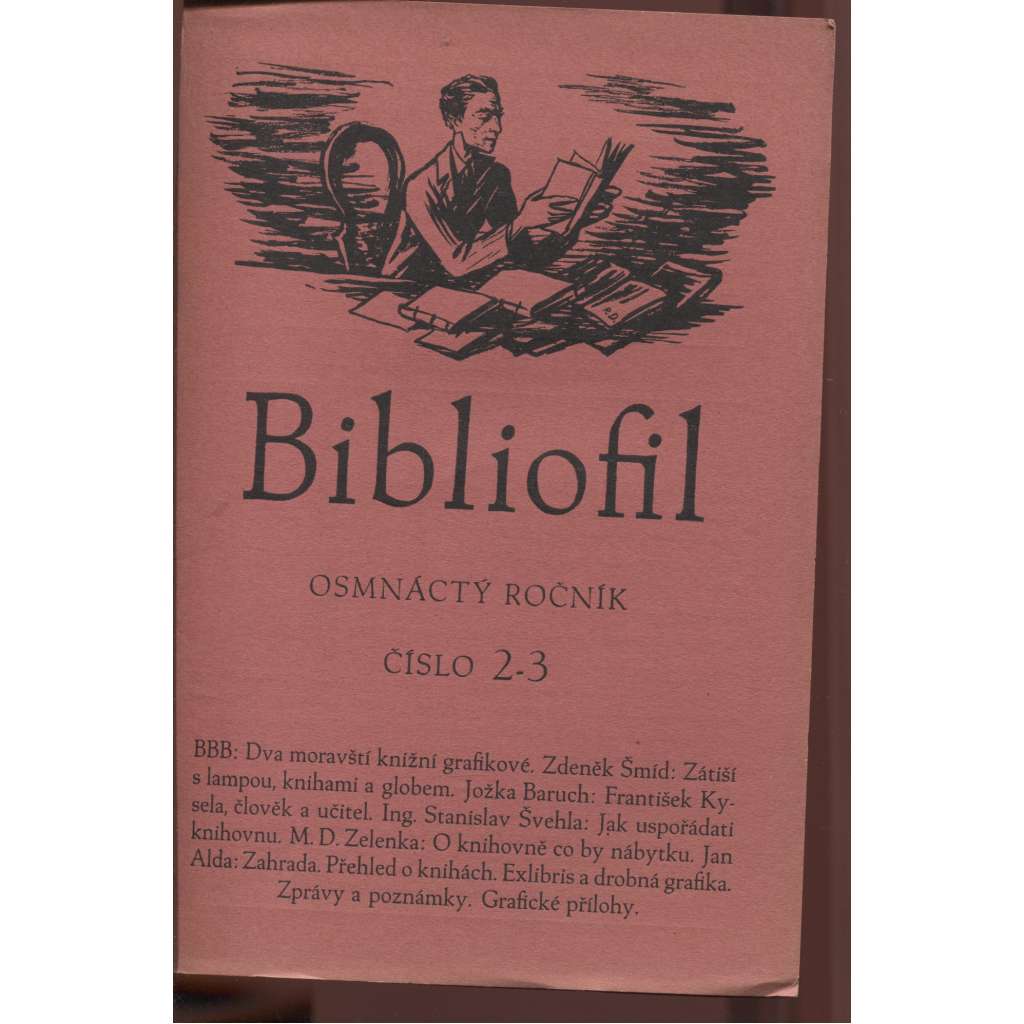 R.D.
Bibliofil
OSMNÁCTÝ ROČNÍK
ČÍSLO 2-3
BBB: Dva moravští knižní grafikové. Zdeněk Šmíd: Zátiší
s lampou, knihami a globem. Jožka Baruch: František Ky-
sela, člověk a učitel. Ing. Stanislav Švehla: Jak uspořádati
knihovnu. M. D. Zelenka: O knihovně co by nábytku. Jan
Alda: Zahrada. Přehled o knihách. Exlibris a drobná grafika.
Zprávy a poznámky. Grafické přílohy.